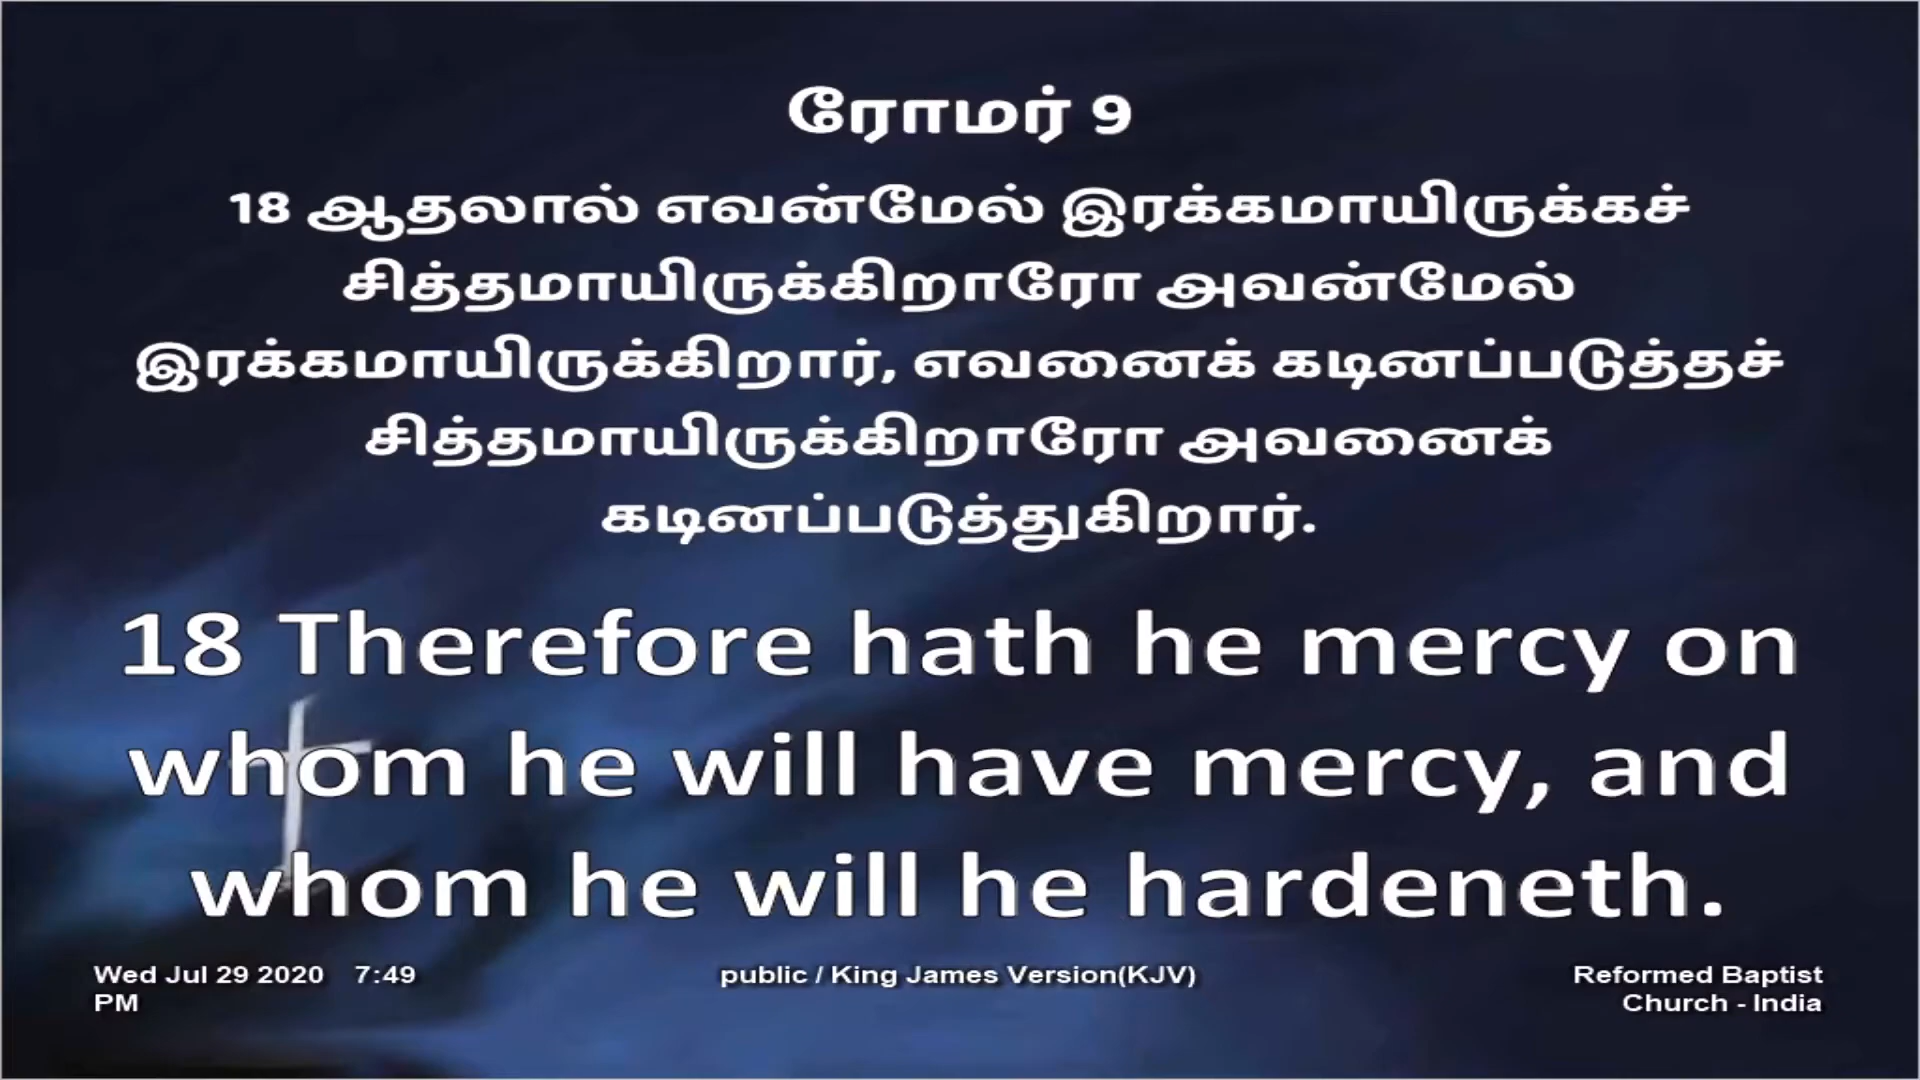 ரோமர் 9
18 ஆதலால் எவன்மேல் இரக்கமாயிருக்கச்
சித்தமாயிருக்கிறாரோ அவன்மேல்
இரக்கமாயிருக்கிறார், எவனைக் கடினப்படுத்தச்
சித்தமாயிருக்கிறாரோ அவனைக்
கடினப்படுத்துகிறார்.
18 Therefore hath he mercy on
whom he will have mercy, and
whom he will he hardeneth.
Wed Jul 29 2020 7:49
PM
public / King James Version(KJV)
Reformed Baptist
Church - India